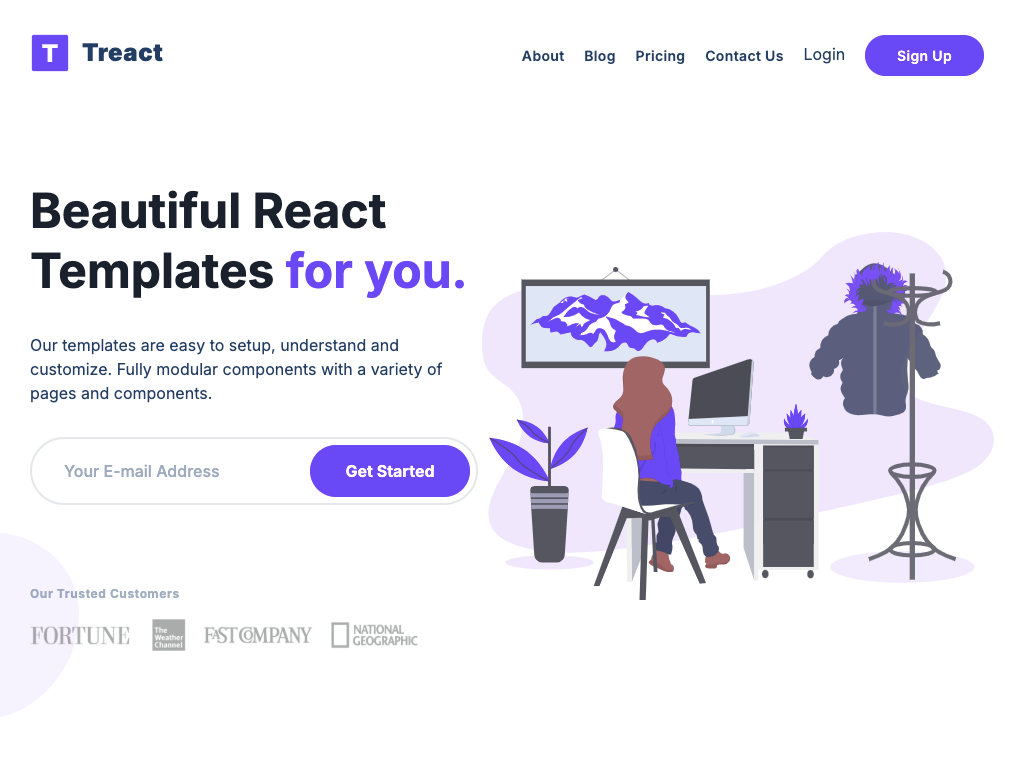 T Treact
About Blog Pricing Contact Us Login Sign Up
Beautiful React
Templates for you.
Our templates are easy to setup, understand and
customize. Fully modular components with a variety of
pages and components.
Your E-mail Address Get Started
Our Trusted Customers
FORTUNE
The
Weather
Channel
FAST COMPANY
NATIONAL
GEOGRAPHIC